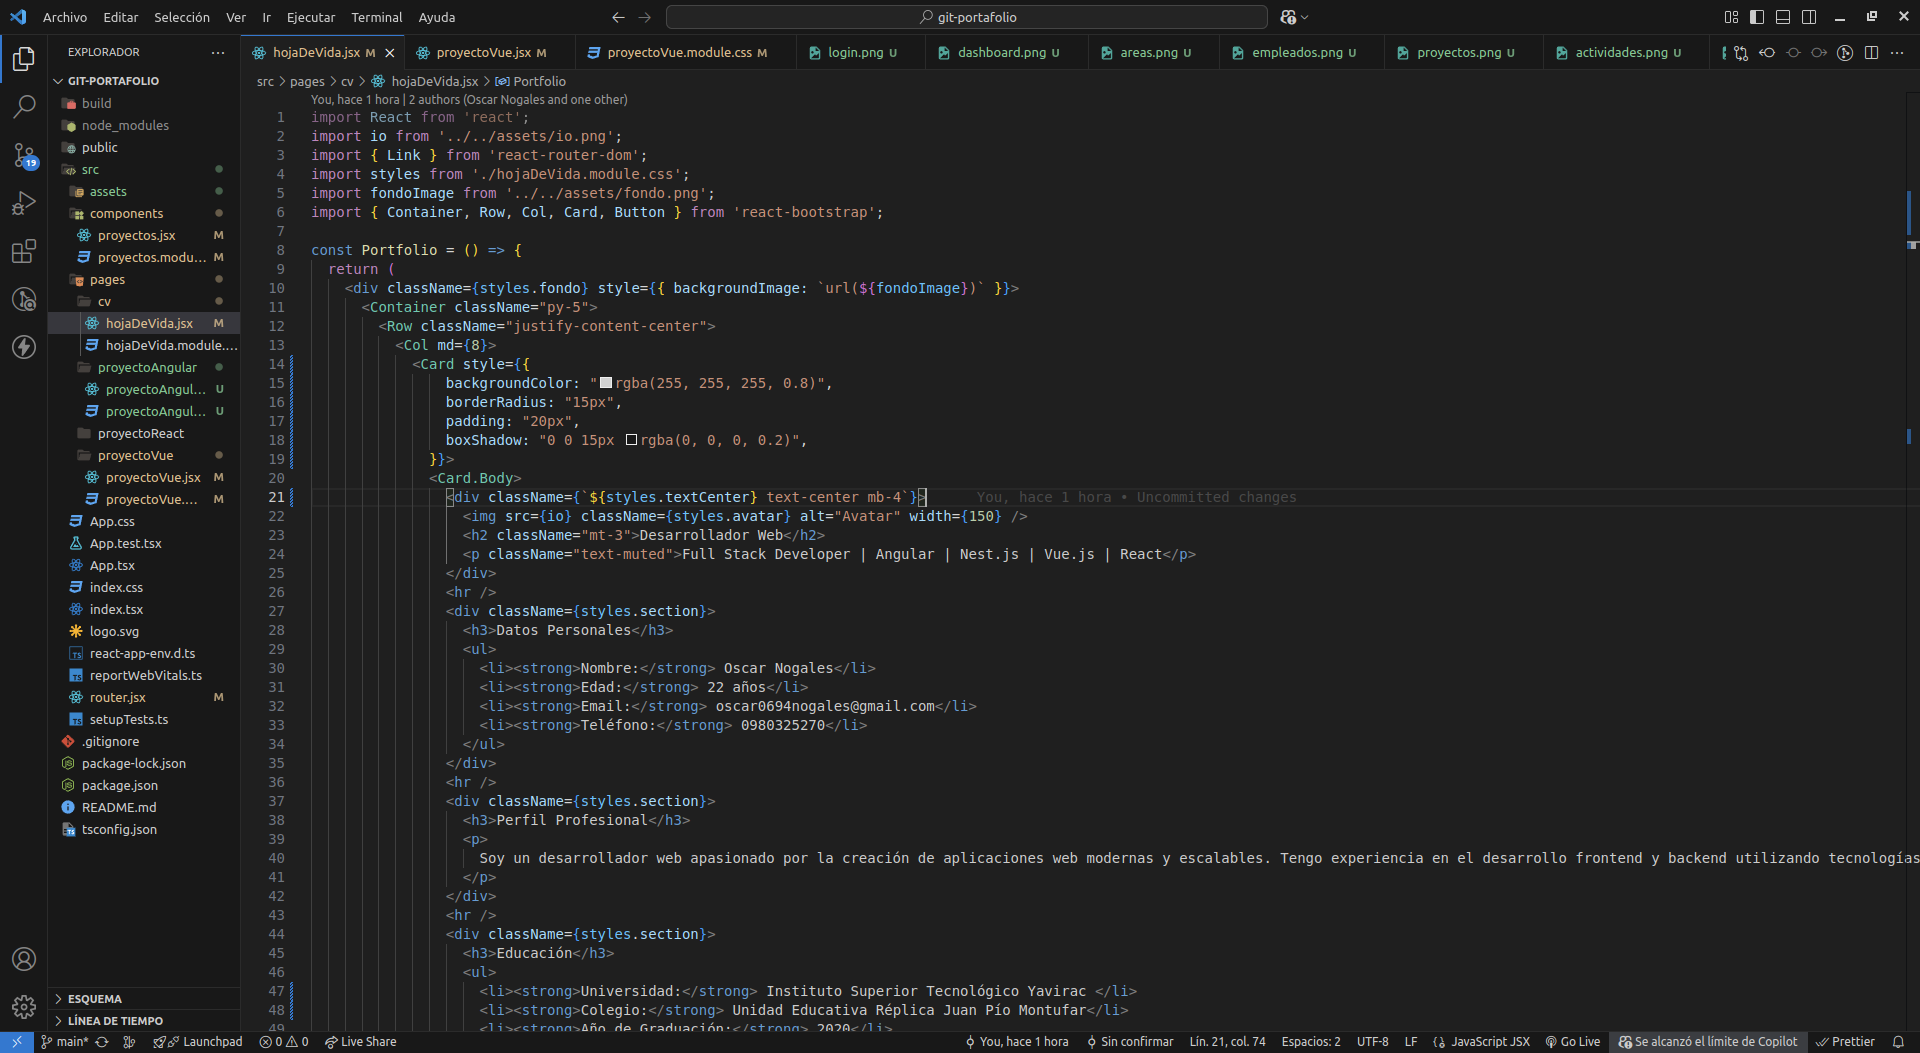 Archivo Editar Selección Ver Ir Ejecutar Terminal Ayuda
git-portafolio
EXPLORADOR
GIT-PORTAFOLIO
build
node_modules
public
src
assets
components
proyectos.jsx M
proyectos.modu... M
pages
cv
hojaDeVida.jsx M
hojaDeVida.module....
proyectoAngular
proyectoAngul... U
proyectoAngul... U
proyectoReact
proyectoVue
proyectoVue.jsx M
proyectoVue.... M
App.css
App.test.tsx
App.tsx
index.css
index.tsx
logo.svg
react-app-env.d.ts
reportWebVitals.ts
router.jsx M
setupTests.ts
.gitignore
package-lock.json
package.json
README.md
tsconfig.json
ESQUEMA
LÍNEA DE TIEMPO
19
hojaDeVida.jsx M proyectoVue.jsx M proyectoVue.module.css M login.png U dashboard.png U areas.png U empleados.png U proyectos.png U actividades.png U
src > pages > cv > hojaDeVida.jsx > Portfolio
You, hace 1 hora | 2 authors (Oscar Nogales and one other)
1 import React from 'react';
2 import io from '../../assets/io.png';
3 import { Link } from 'react-router-dom';
4 import styles from './hojaDeVida.module.css';
5 import fondoImage from '../../assets/fondo.png';
6 import { Container, Row, Col, Card, Button } from 'react-bootstrap';
7
8 const Portfolio = () => {
9 return (
10 <div className={styles.fondo} style={{ backgroundImage: `url(${fondoImage})` }}>
11 <Container className="py-5">
12 <Row className="justify-content-center">
13 <Col md={8}>
14 <Card style={{
15 backgroundColor: "rgba(255, 255, 255, 0.8)",
16 borderRadius: "15px",
17 padding: "20px",
18 boxShadow: "0 0 15px rgba(0, 0, 0, 0.2)",
19 }}>
20 <Card.Body>
21 <div className={`${styles.textCenter} text-center mb-4`}> You, hace 1 hora • Uncommitted changes
22 <img src={io} className={styles.avatar} alt="Avatar" width={150} />
23 <h2 className="mt-3">Desarrollador Web</h2>
24 <p className="text-muted">Full Stack Developer | Angular | Nest.js | Vue.js | React</p>
25 </div>
26 <hr />
27 <div className={styles.section}>
28 <h3>Datos Personales</h3>
29 <ul>
30 <li><strong>Nombre:</strong> Oscar Nogales</li>
31 <li><strong>Edad:</strong> 22 años</li>
32 <li><strong>Email:</strong> oscar0694nogales@gmail.com</li>
33 <li><strong>Teléfono:</strong> 0980325270</li>
34 </ul>
35 </div>
36 <hr />
37 <div className={styles.section}>
38 <h3>Perfil Profesional</h3>
39 <p>
40 Soy un desarrollador web apasionado por la creación de aplicaciones web modernas y escalables. Tengo experiencia en el desarrollo frontend y backend utilizando tecnologías
41 </p>
42 </div>
43 <hr />
44 <div className={styles.section}>
45 <h3>Educación</h3>
46 <ul>
47 <li><strong>Universidad:</strong> Instituto Superior Tecnológico Yavirac </li>
48 <li><strong>Colegio:</strong> Unidad Educativa Réplica Juan Pío Montufar</li>
49 <li><strong>Año de Graduación:</strong> 2020</li>
main* Launchpad 0 0 Live Share You, hace 1 hora Sin confirmar Lín. 21, col. 74 Espacios: 2 UTF-8 LF {} JavaScript JSX Go Live Se alcanzó el límite de Copilot Prettier